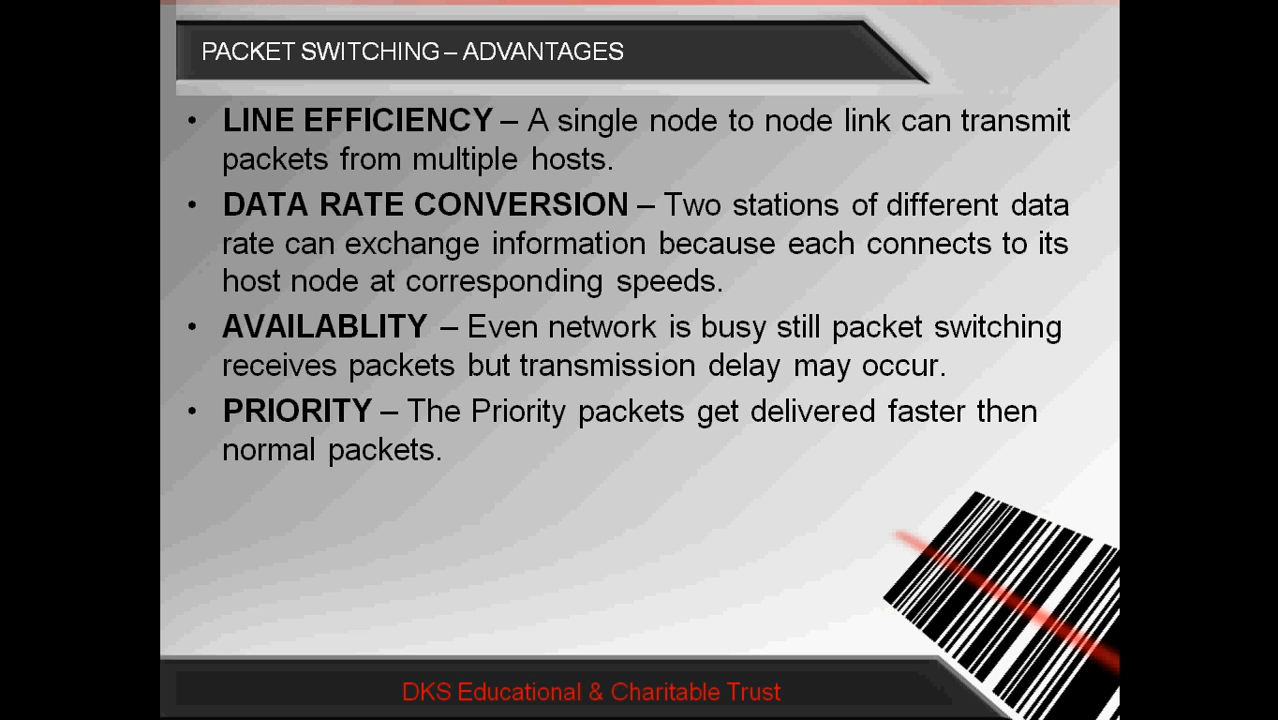 PACKET SWITCHING – ADVANTAGES
• LINE EFFICIENCY – A single node to node link can transmit
packets from multiple hosts.
• DATA RATE CONVERSION – Two stations of different data
rate can exchange information because each connects to its
host node at corresponding speeds.
• AVAILABLITY – Even network is busy still packet switching
receives packets but transmission delay may occur.
• PRIORITY – The Priority packets get delivered faster then
normal packets.
DKS Educational & Charitable Trust